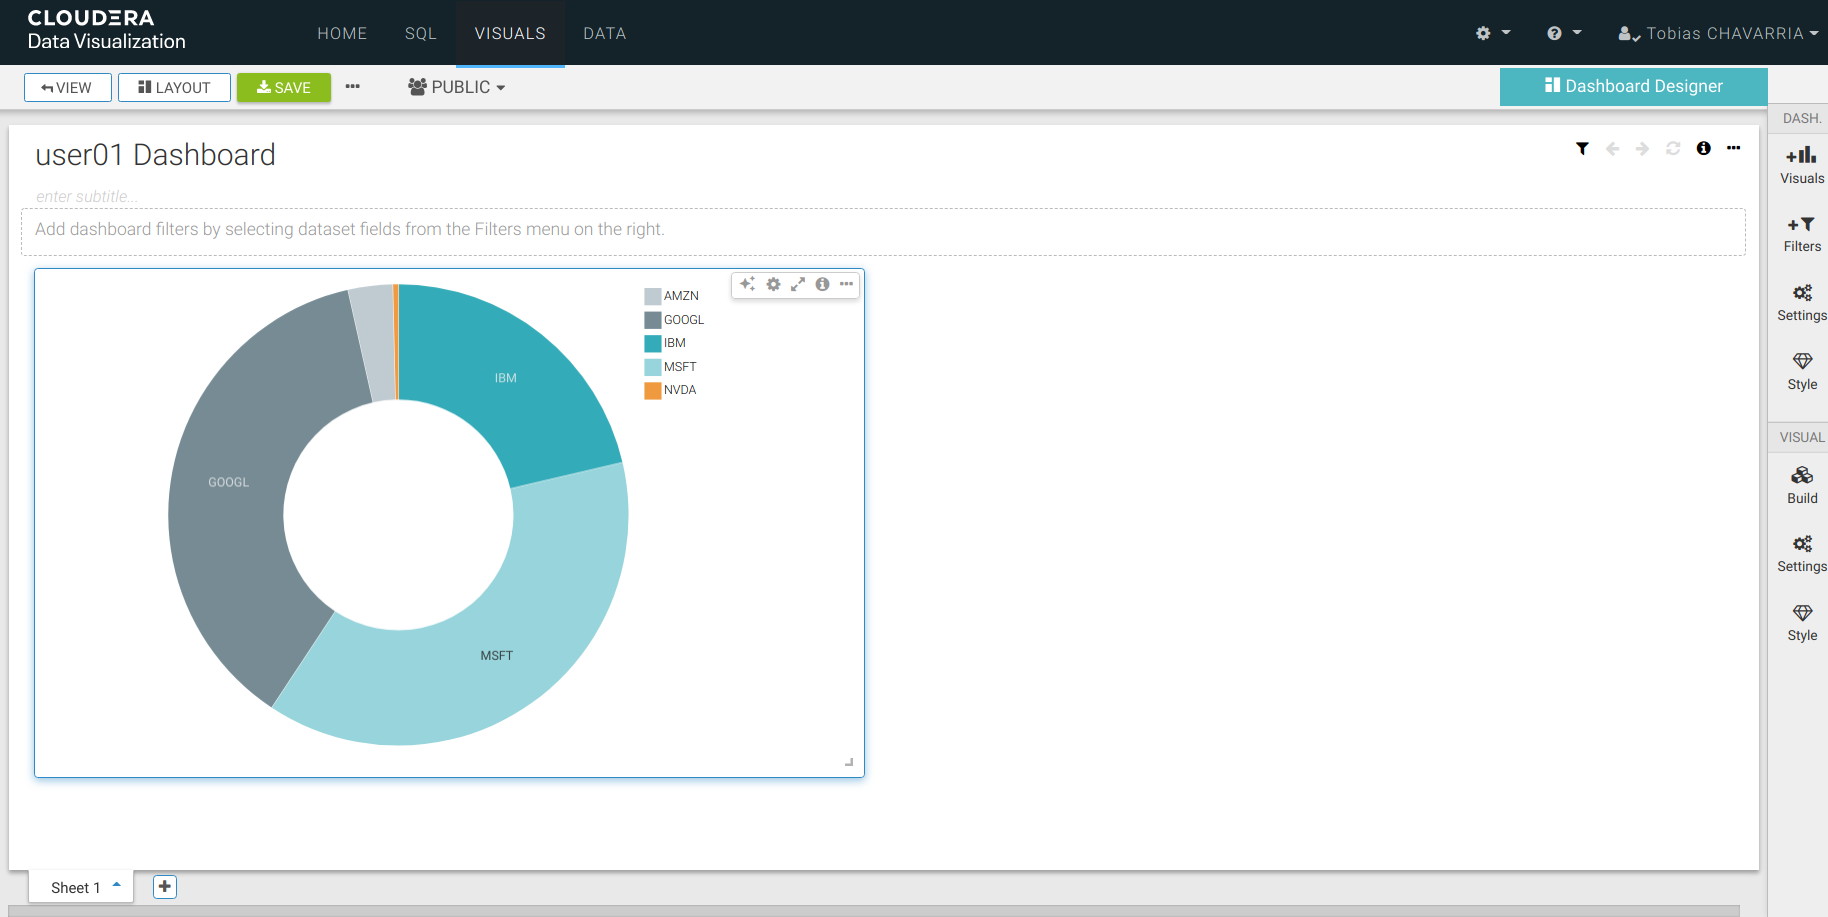 CLOUDERA
Data Visualization
HOME SQL VISUALS DATA
Tobias CHAVARRIA
VIEW LAYOUT SAVE PUBLIC
Dashboard Designer
DASH.
user01 Dashboard
enter subtitle...
Add dashboard filters by selecting dataset fields from the Filters menu on the right.
AMZN
GOOGL
IBM
MSFT
NVDA
IBM
GOOGL
MSFT
Visuals
Filters
Settings
Style
VISUAL
Build
Settings
Style
Sheet 1